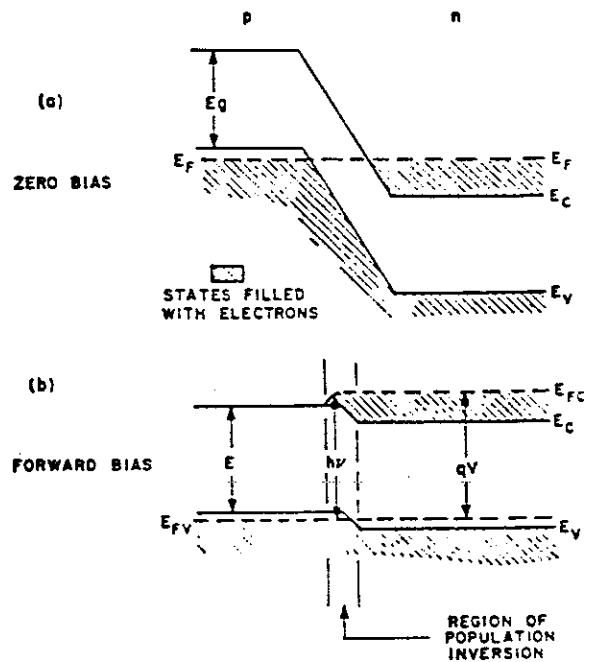 p n
(a)
Eg
EF EF
ZERO BIAS
EC
STATES FILLED
WITH ELECTRONS
EV
(b)
EFC
EC
FORWARD BIAS
E hν qV
EFV EV
REGION OF
POPULATION
INVERSION